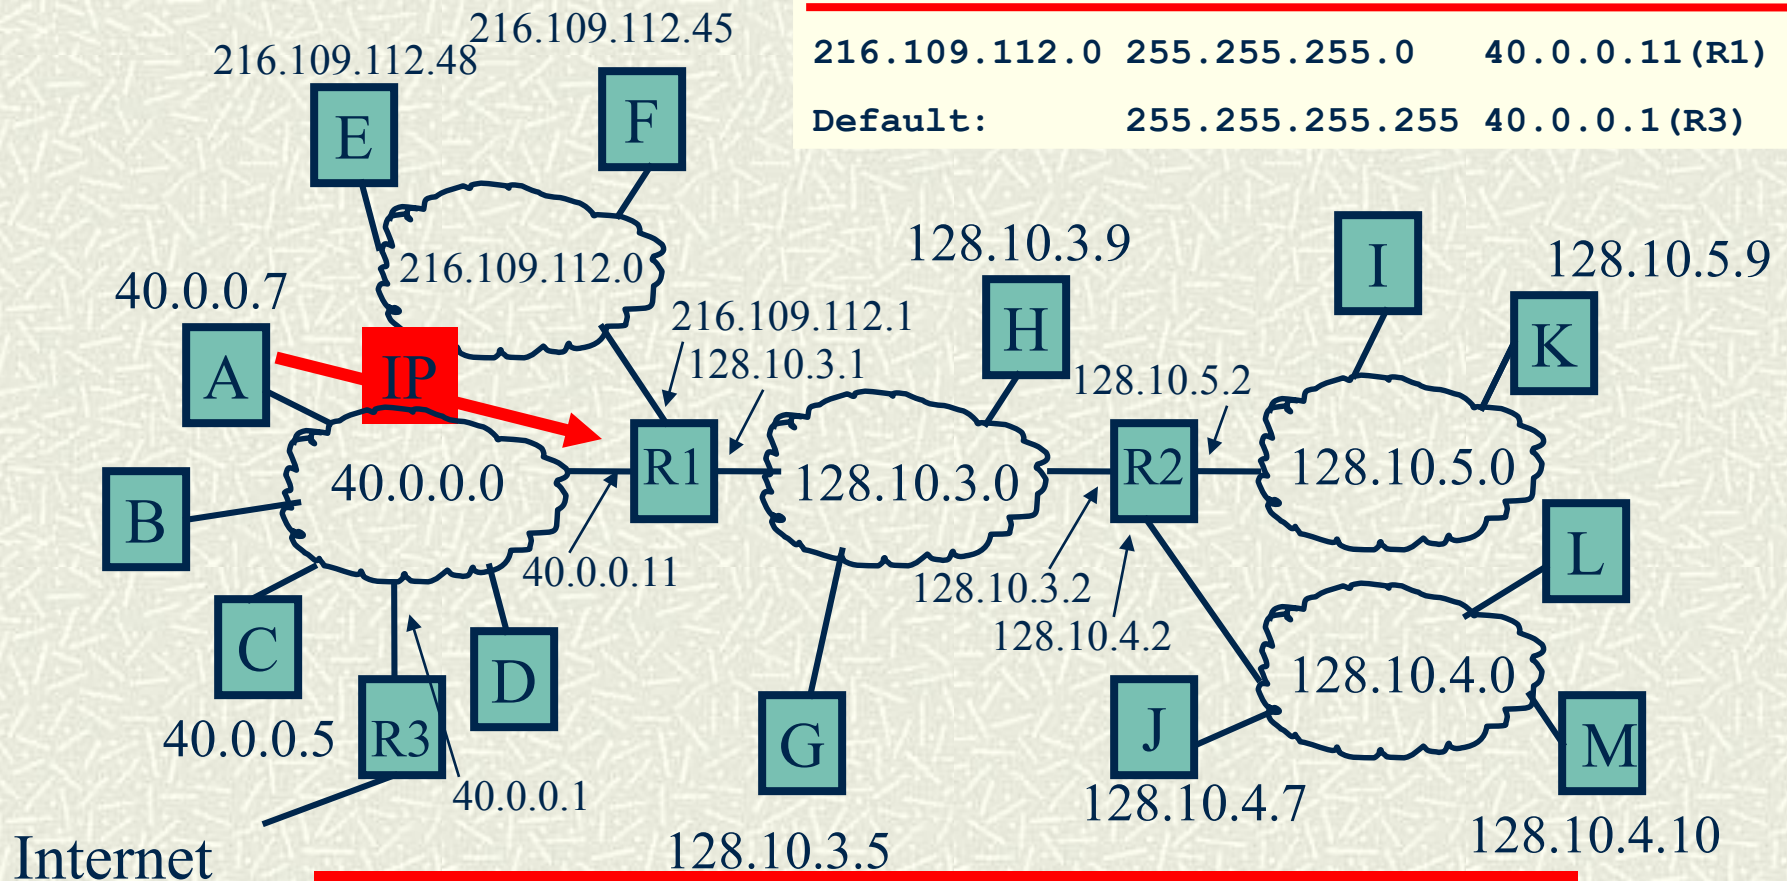 216.109.112.0 255.255.255.0 40.0.0.11(R1)
Default: 255.255.255.255 40.0.0.1(R3)
216.109.112.45
216.109.112.48
E
F
216.109.112.0
40.0.0.7
A
IP
216.109.112.1
128.10.3.1
128.10.3.9
H
I
128.10.5.9
K
128.10.5.2
B
40.0.0.0
R1
128.10.3.0
R2
128.10.5.0
40.0.0.11
128.10.3.2
128.10.4.2
L
C
D
40.0.0.5
R3
40.0.0.1
G
128.10.3.5
J
128.10.4.7
128.10.4.0
M
128.10.4.10
Internet